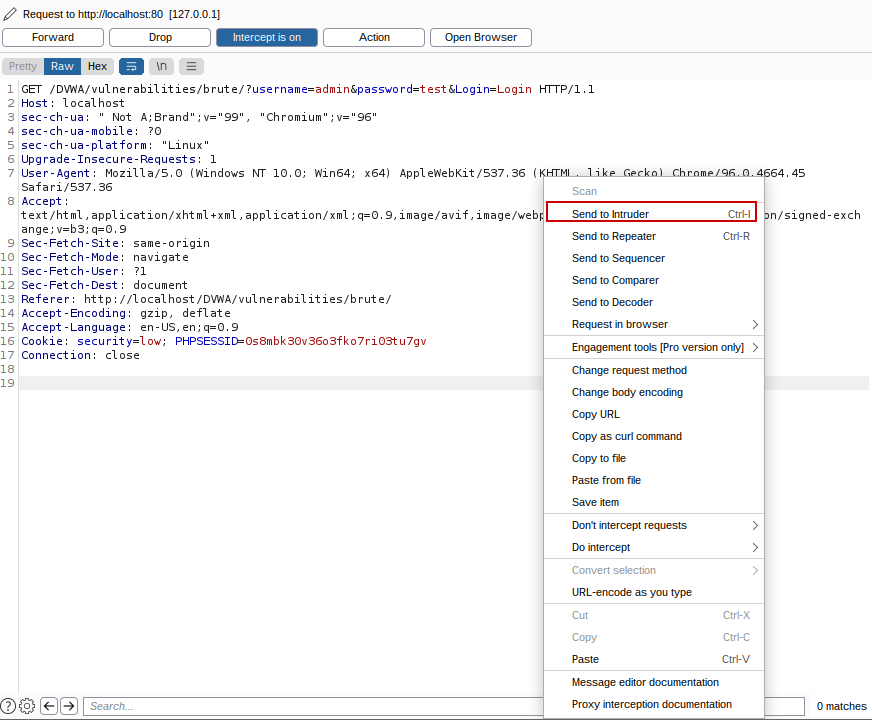 Request to http://localhost:80 [127.0.0.1]
Forward Drop Intercept is on Action Open Browser
Pretty Raw Hex \n
1 GET /DVWA/vulnerabilities/brute/?username=admin&password=test&Login=Login HTTP/1.1
2 Host: localhost
3 sec-ch-ua: " Not A;Brand";v="99", "Chromium";v="96"
4 sec-ch-ua-mobile: ?0
5 sec-ch-ua-platform: "Linux"
6 Upgrade-Insecure-Requests: 1
7 User-Agent: Mozilla/5.0 (Windows NT 10.0; Win64; x64) AppleWebKit/537.36 (KHTML, like Gecko) Chrome/96.0.4664.45
Safari/537.36
8 Accept:
text/html,application/xhtml+xml,application/xml;q=0.9,image/avif,image/webp on/signed-exch
ange;v=b3;q=0.9
9 Sec-Fetch-Site: same-origin
10 Sec-Fetch-Mode: navigate
11 Sec-Fetch-User: ?1
12 Sec-Fetch-Dest: document
13 Referer: http://localhost/DVWA/vulnerabilities/brute/
14 Accept-Encoding: gzip, deflate
15 Accept-Language: en-US,en;q=0.9
16 Cookie: security=low; PHPSESSID=0s8mbk30v36o3fko7ri03tu7gv
17 Connection: close
18
19
Scan
Send to Intruder Ctrl-I
Send to Repeater Ctrl-R
Send to Sequencer
Send to Comparer
Send to Decoder
Request in browser
Engagement tools [Pro version only]
Change request method
Change body encoding
Copy URL
Copy as curl command
Copy to file
Paste from file
Save item
Don't intercept requests
Do intercept
Convert selection
URL-encode as you type
Cut Ctrl-X
Copy Ctrl-C
Paste Ctrl-V
Message editor documentation
Proxy interception documentation
? Search... 0 matches